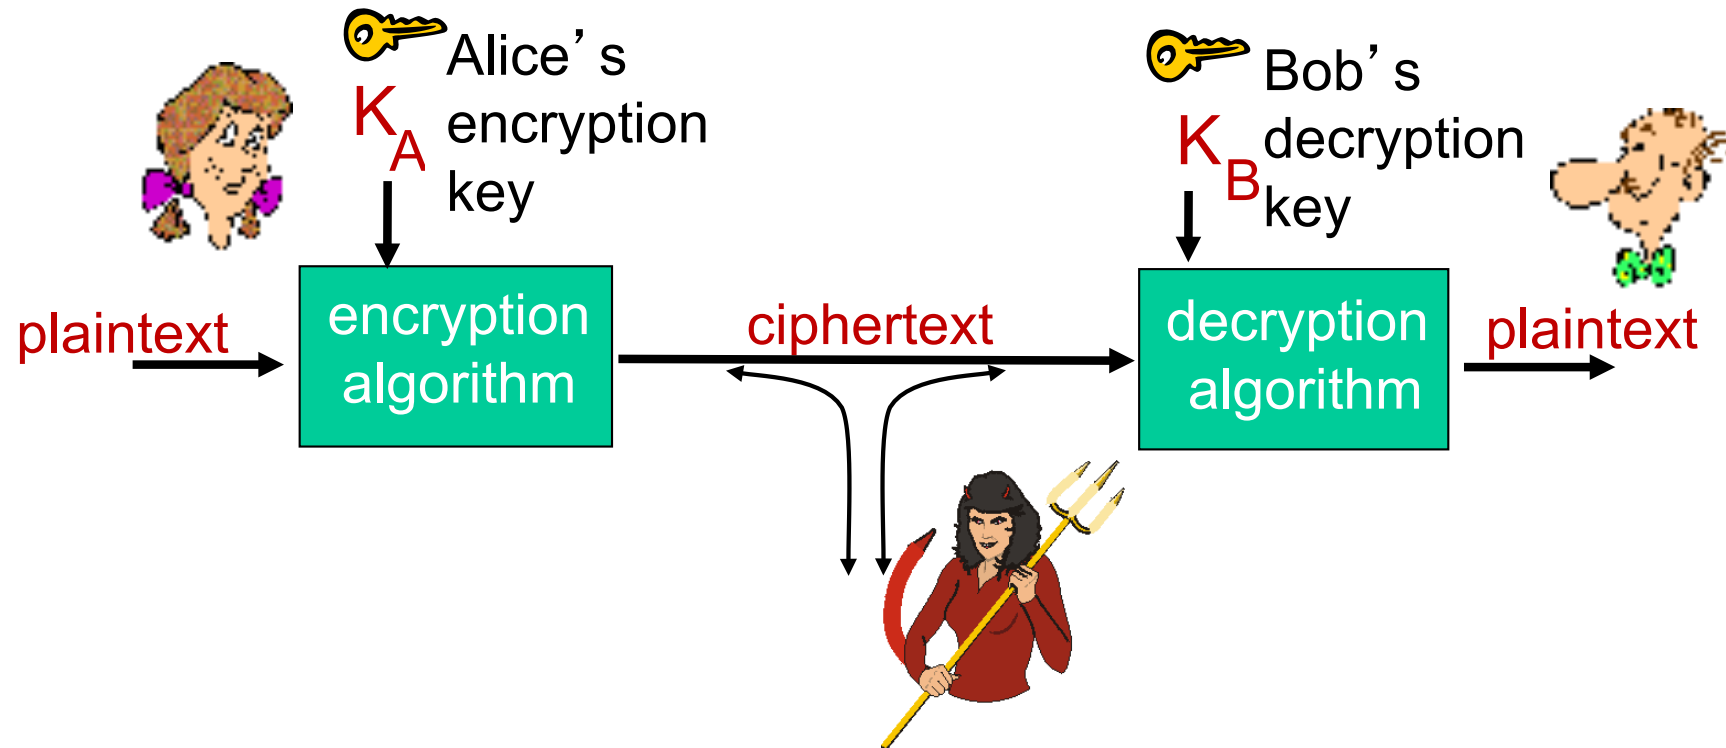 Alice’s
encryption
key
K
A
Bob’s
decryption
key
K
B
plaintext
encryption
algorithm
ciphertext
decryption
algorithm
plaintext